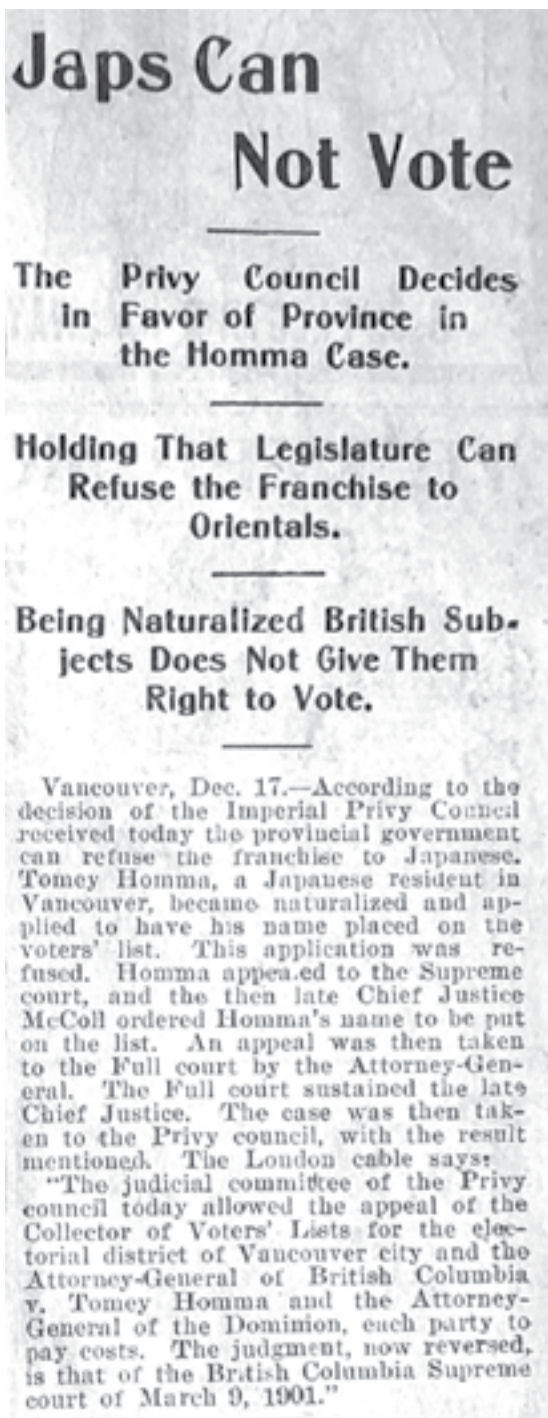 Japs Can
Not Vote
The Privy Council Decides
in Favor of Province in
the Homma Case.
Holding That Legislature Can
Refuse the Franchise to
Orientals.
Being Naturalized British Sub-
jects Does Not Give Them
Right to Vote.
Vancouver, Dec. 17.—According to the
decision of the Imperial Privy Council
received today the provincial government
can refuse the franchise to Japanese.
Tomey Homma, a Japanese resident in
Vancouver, became naturalized and ap-
plied to have his name placed on the
voters' list. This application was re-
fused. Homma appealed to the Supreme
court, and the then late Chief Justice
McColl ordered Homma's name to be put
on the list. An appeal was then taken
to the Full court by the Attorney-Gen-
eral. The Full court sustained the late
Chief Justice. The case was then tak-
en to the Privy council, with the result
mentioned. The London cable says:
"The judicial committee of the Privy
council today allowed the appeal of the
Collector of Voters' Lists for the elec-
torial district of Vancouver city and the
Attorney-General of British Columbia
v. Tomey Homma and the Attorney-
General of the Dominion, each party to
pay costs. The judgment, now reversed,
is that of the British Columbia Supreme
court of March 9, 1901."